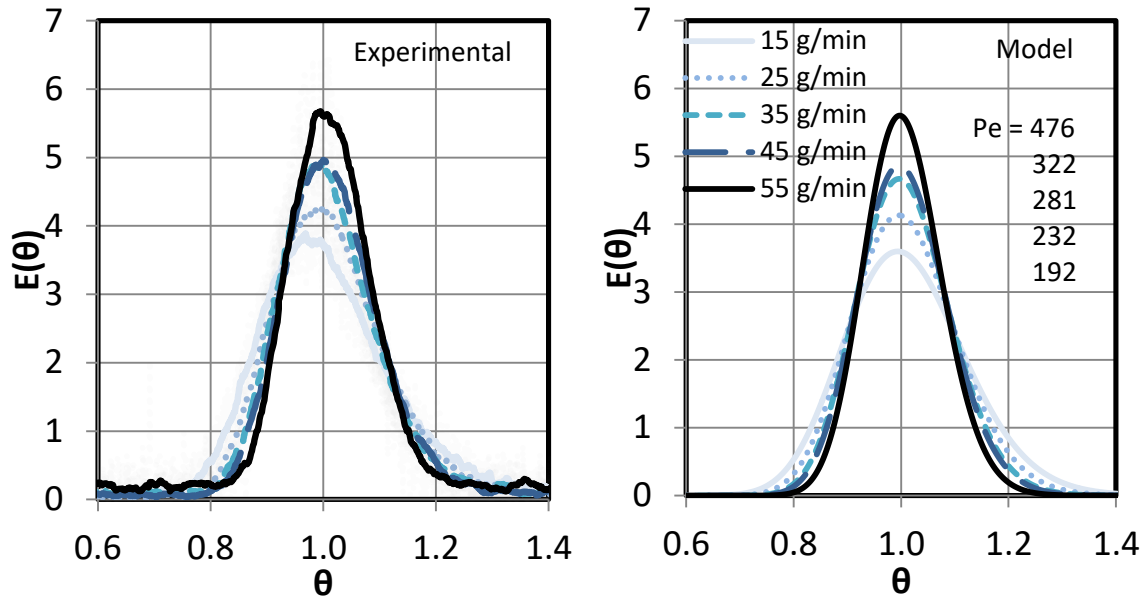 7
6
5
4
3
2
1
0
E(θ)
Experimental
0.6 0.8 1.0 1.2 1.4
θ
7
6
5
4
3
2
1
0
E(θ)
15 g/min
25 g/min
35 g/min
45 g/min
55 g/min
Model
Pe = 476
322
281
232
192
0.6 0.8 1.0 1.2 1.4
θ